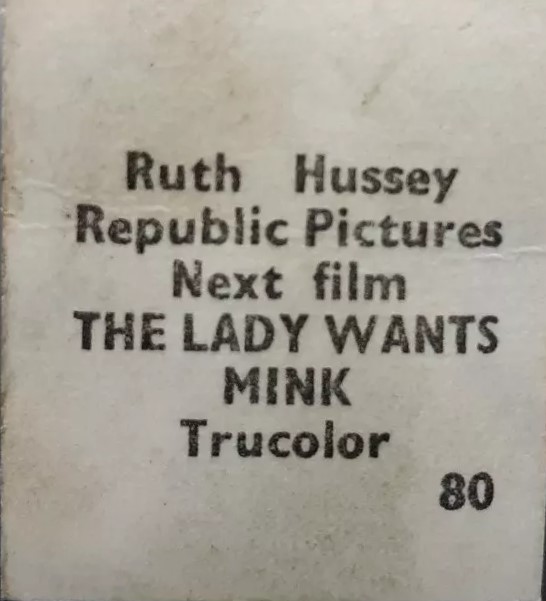 Ruth Hussey
Republic Pictures
Next film
THE LADY WANTS
MINK
Trucolor
80